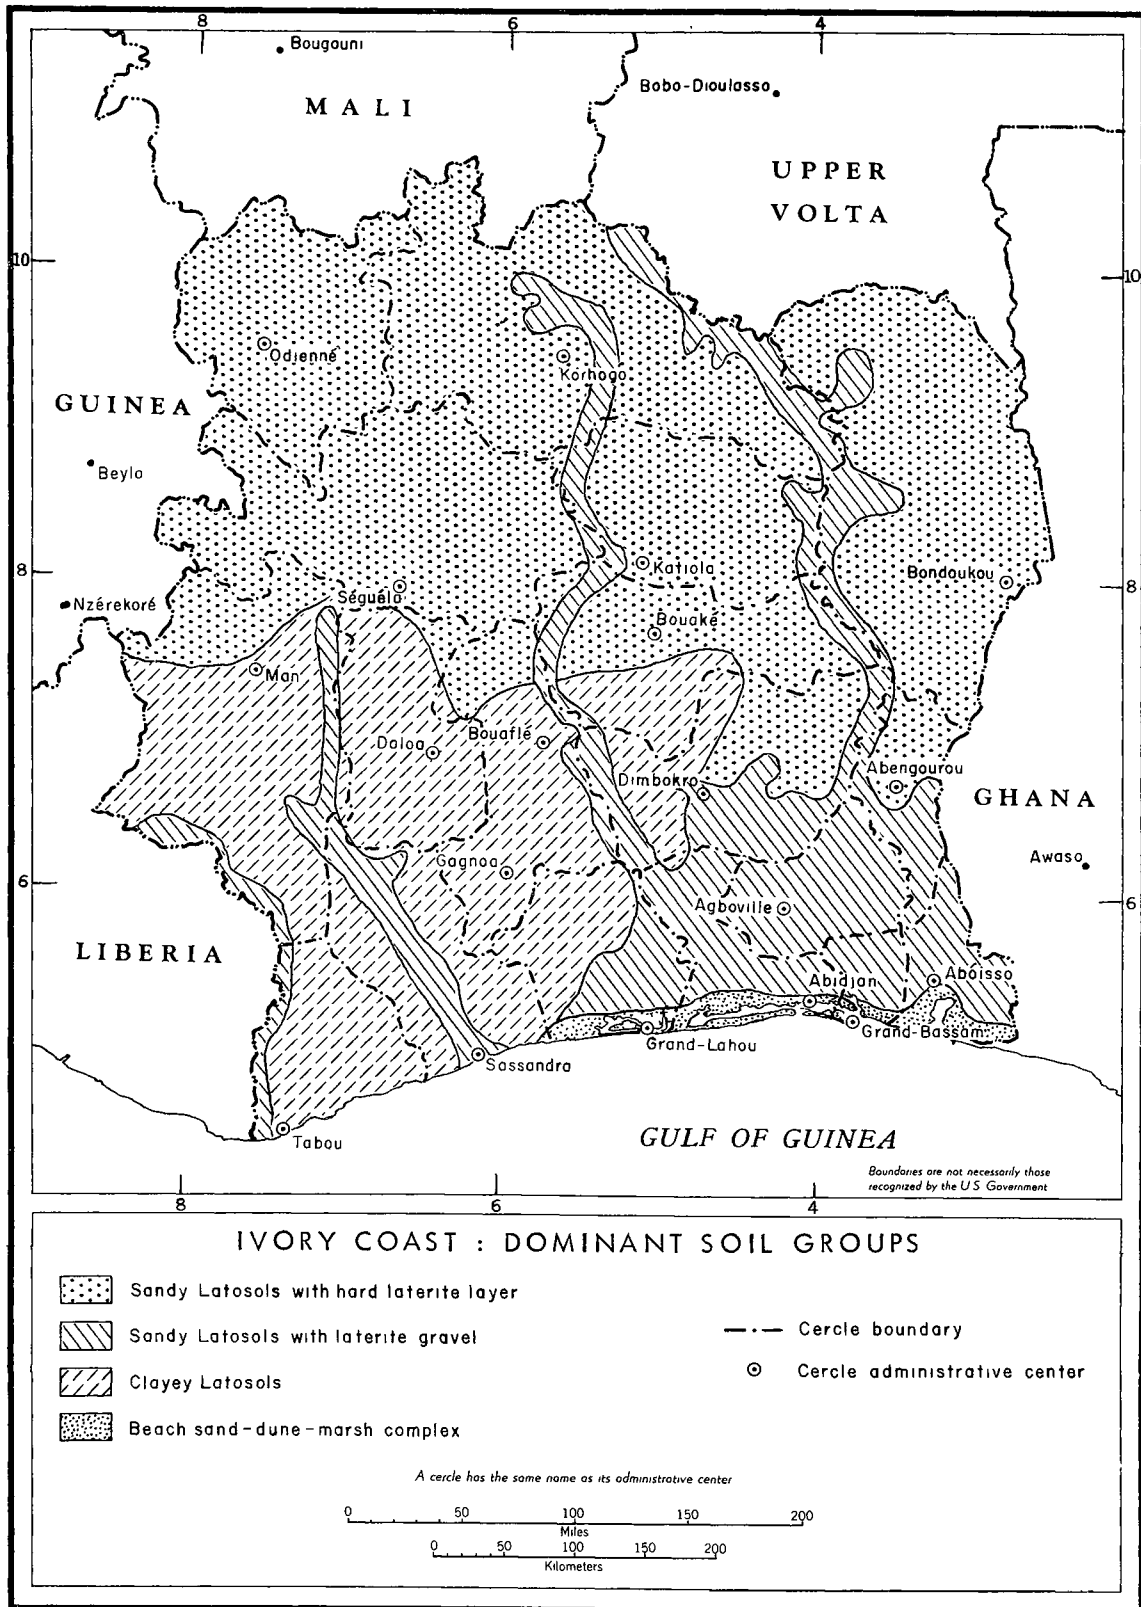 8 6 4
Bougouni
Bobo-Dioulasso
MALI
UPPER
VOLTA
10 10
Odjenné
Korhogo
GUINEA
Beyla
8 8
Katiola
Bondoukou
Séguéla
Nzérekoré
Bouaké
Man
Bouaflé
Daloa
Dimbokro
Abengourou
GHANA
Gagnoa
Awaso
6 6
Agboville
LIBERIA
Abidjan
Aboisso
Grand-Bassam
Grand-Lahou
Sassandra
Tabou
GULF OF GUINEA
Boundaries are not necessarily those
recognized by the U S Government
8 6 4
IVORY COAST : DOMINANT SOIL GROUPS
Sandy Latosols with hard laterite layer
Sandy Latosols with laterite gravel
Clayey Latosols
Beach sand-dune-marsh complex
Cercle boundary
Cercle administrative center
A cercle has the same name as its administrative center
0 50 100 150 200
Miles
0 50 100 150 200
Kilometers